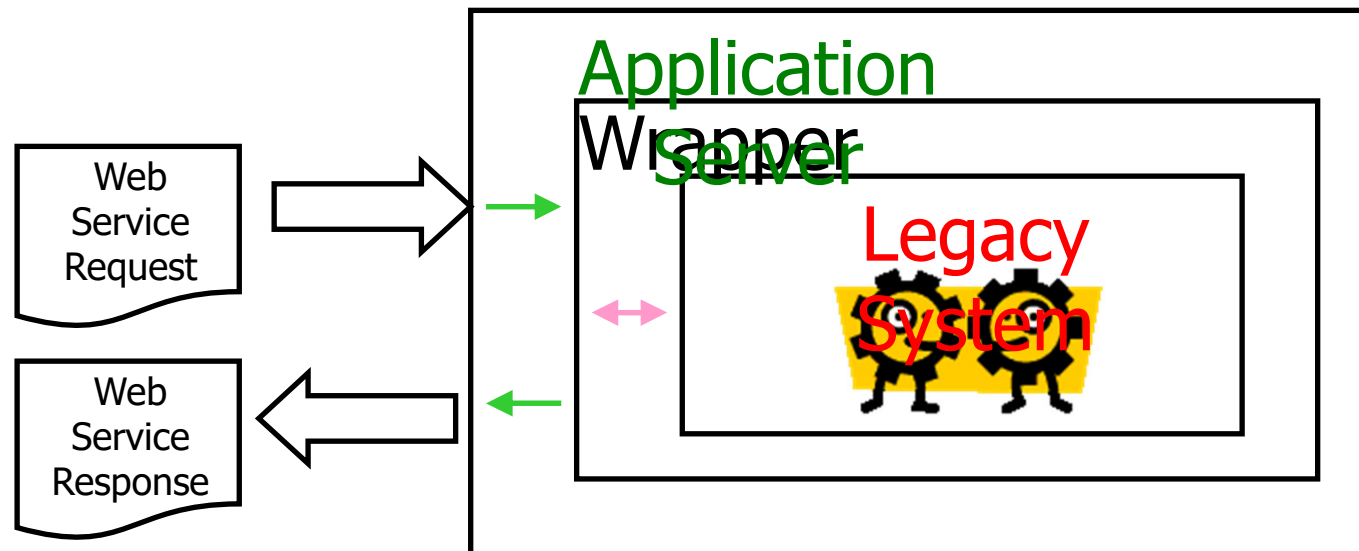 Application
Server
Wrapper
Legacy
System
Web
Service
Request
Web
Service
Response